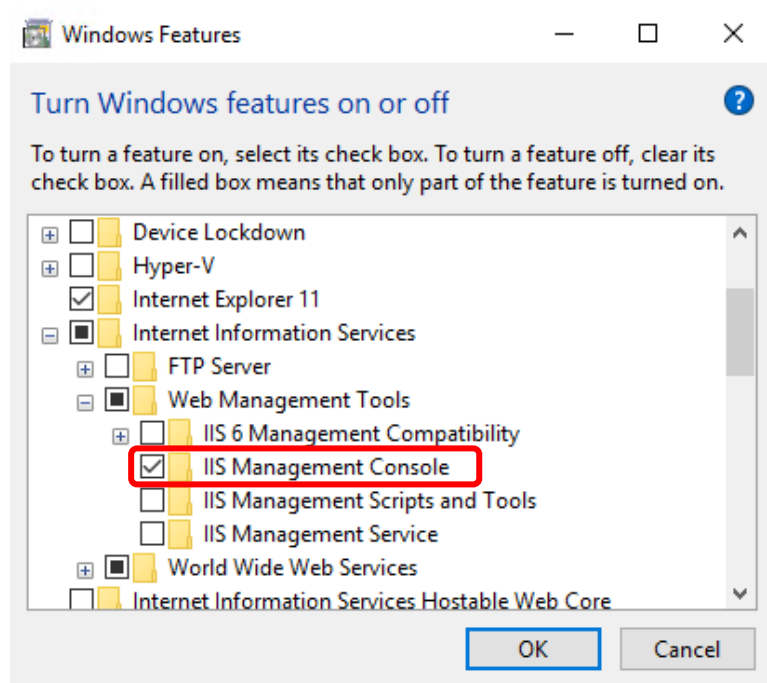 Windows Features
Turn Windows features on or off
To turn a feature on, select its check box. To turn a feature off, clear its
check box. A filled box means that only part of the feature is turned on.
Device Lockdown
Hyper-V
Internet Explorer 11
Internet Information Services
FTP Server
Web Management Tools
IIS 6 Management Compatibility
IIS Management Console
IIS Management Scripts and Tools
IIS Management Service
World Wide Web Services
Internet Information Services Hostable Web Core
OK Cancel